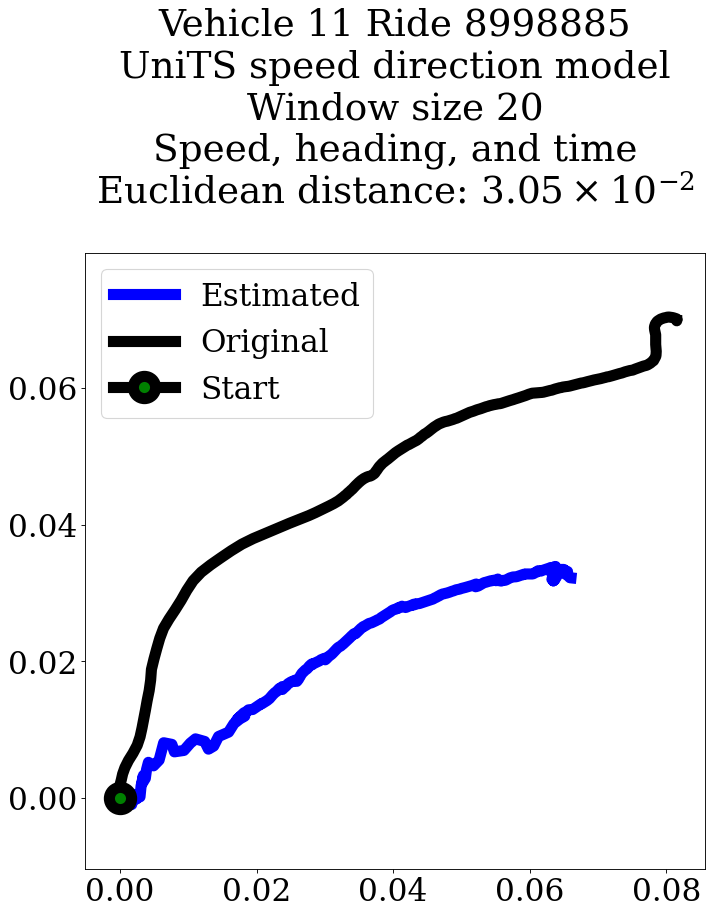 Vehicle 11 Ride 8998885
UniTS speed direction model
Window size 20
Speed, heading, and time
Euclidean distance: 3.05 × 10⁻²
Estimated
Original
Start
0.06
0.04
0.02
0.00
0.00 0.02 0.04 0.06 0.08